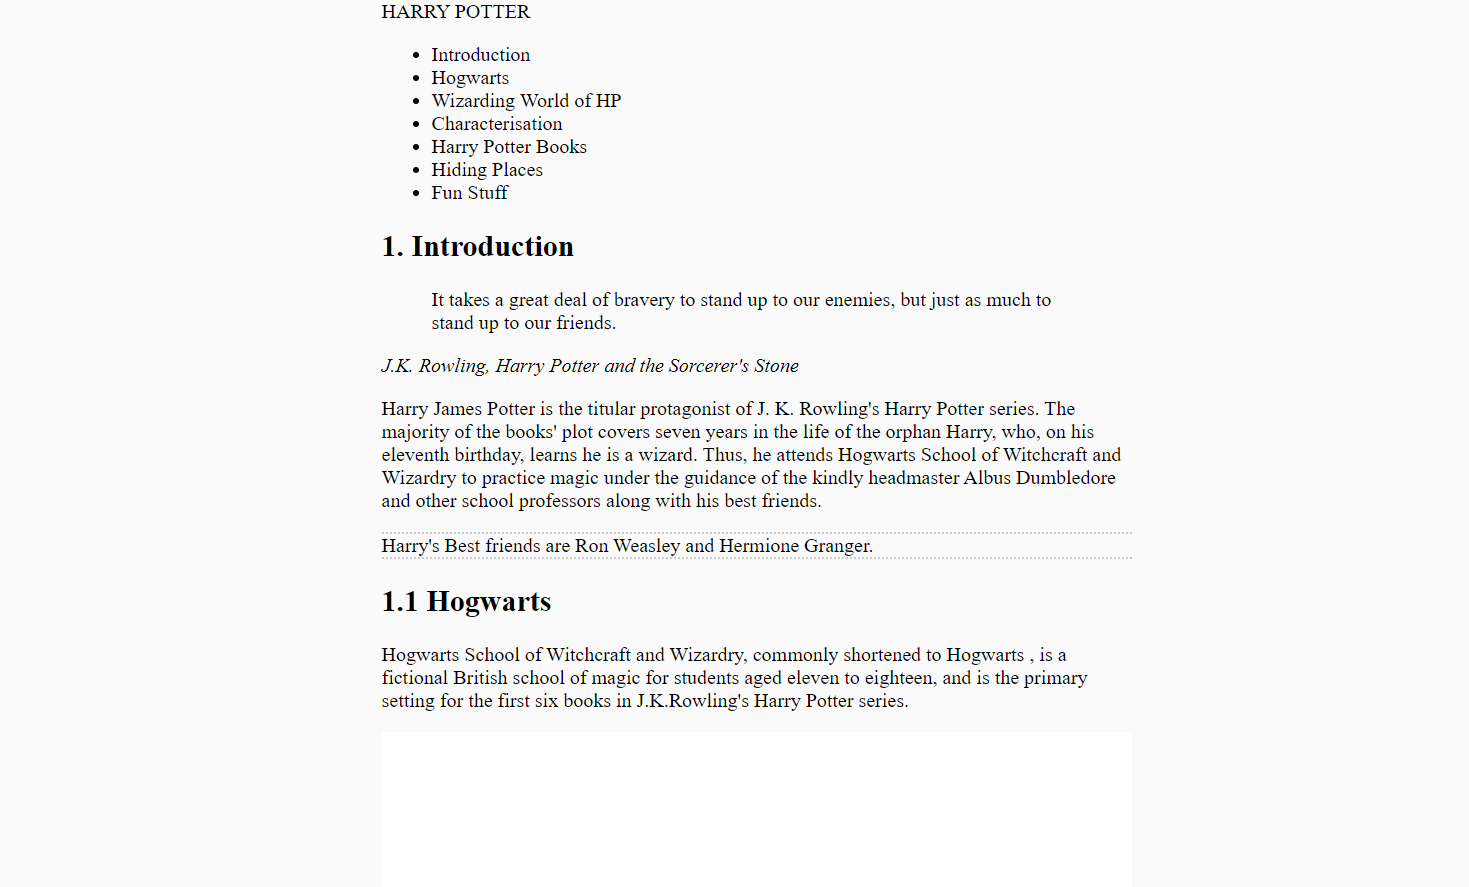 HARRY POTTER
Introduction
Hogwarts
Wizarding World of HP
Characterisation
Harry Potter Books
Hiding Places
Fun Stuff
1. Introduction
It takes a great deal of bravery to stand up to our enemies, but just as much to
stand up to our friends.
J.K. Rowling, Harry Potter and the Sorcerer's Stone
Harry James Potter is the titular protagonist of J. K. Rowling's Harry Potter series. The
majority of the books' plot covers seven years in the life of the orphan Harry, who, on his
eleventh birthday, learns he is a wizard. Thus, he attends Hogwarts School of Witchcraft and
Wizardry to practice magic under the guidance of the kindly headmaster Albus Dumbledore
and other school professors along with his best friends.
Harry's Best friends are Ron Weasley and Hermione Granger.
1.1 Hogwarts
Hogwarts School of Witchcraft and Wizardry, commonly shortened to Hogwarts , is a
fictional British school of magic for students aged eleven to eighteen, and is the primary
setting for the first six books in J.K.Rowling's Harry Potter series.